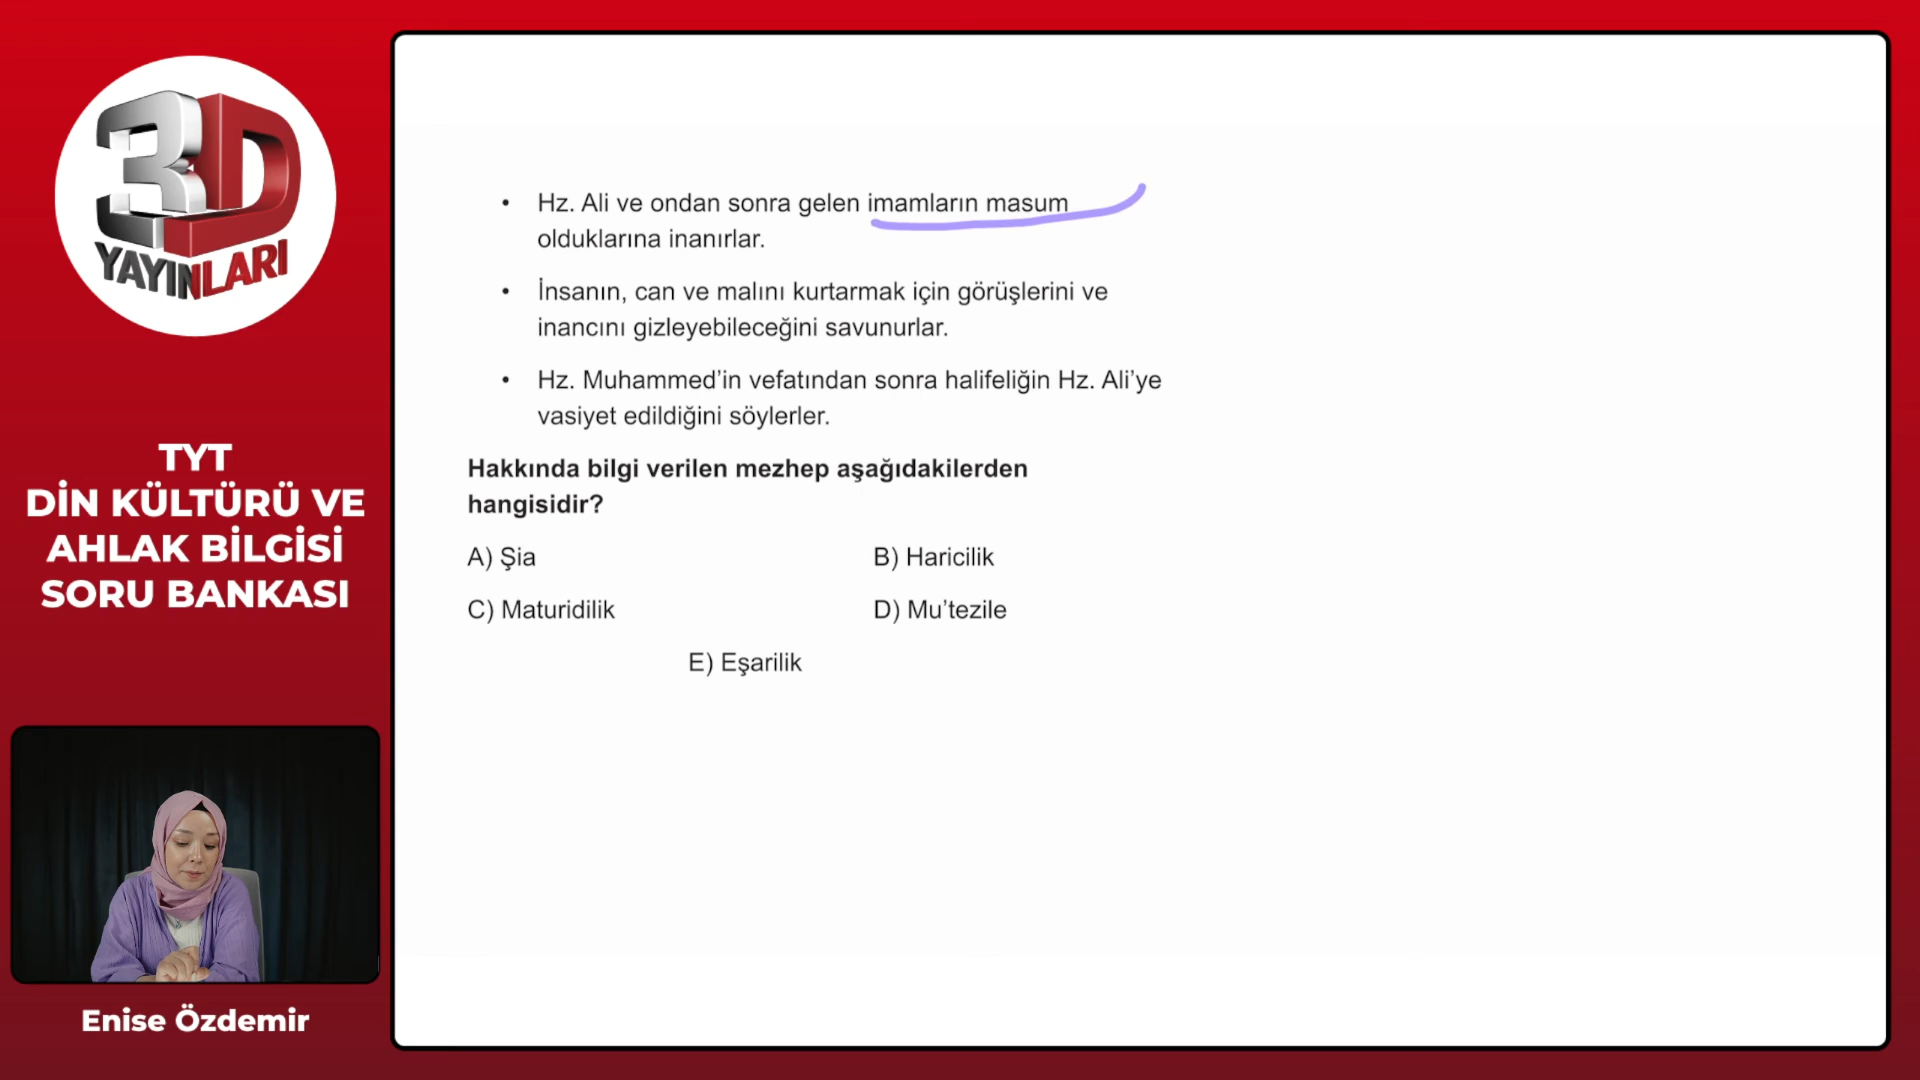 3D
YAYINLARI
TYT
DİN KÜLTÜRÜ VE
AHLAK BİLGİSİ
SORU BANKASI
Enise Özdemir
• Hz. Ali ve ondan sonra gelen imamların masum
olduklarına inanırlar.
• İnsanın, can ve malını kurtarmak için görüşlerini ve
inancını gizleyebileceğini savunurlar.
• Hz. Muhammed’in vefatından sonra halifeliğin Hz. Ali’ye
vasiyet edildiğini söylerler.
Hakkında bilgi verilen mezhep aşağıdakilerden
hangisidir?
A) Şia B) Haricilik
C) Maturidilik D) Mu’tezile
E) Eşarilik